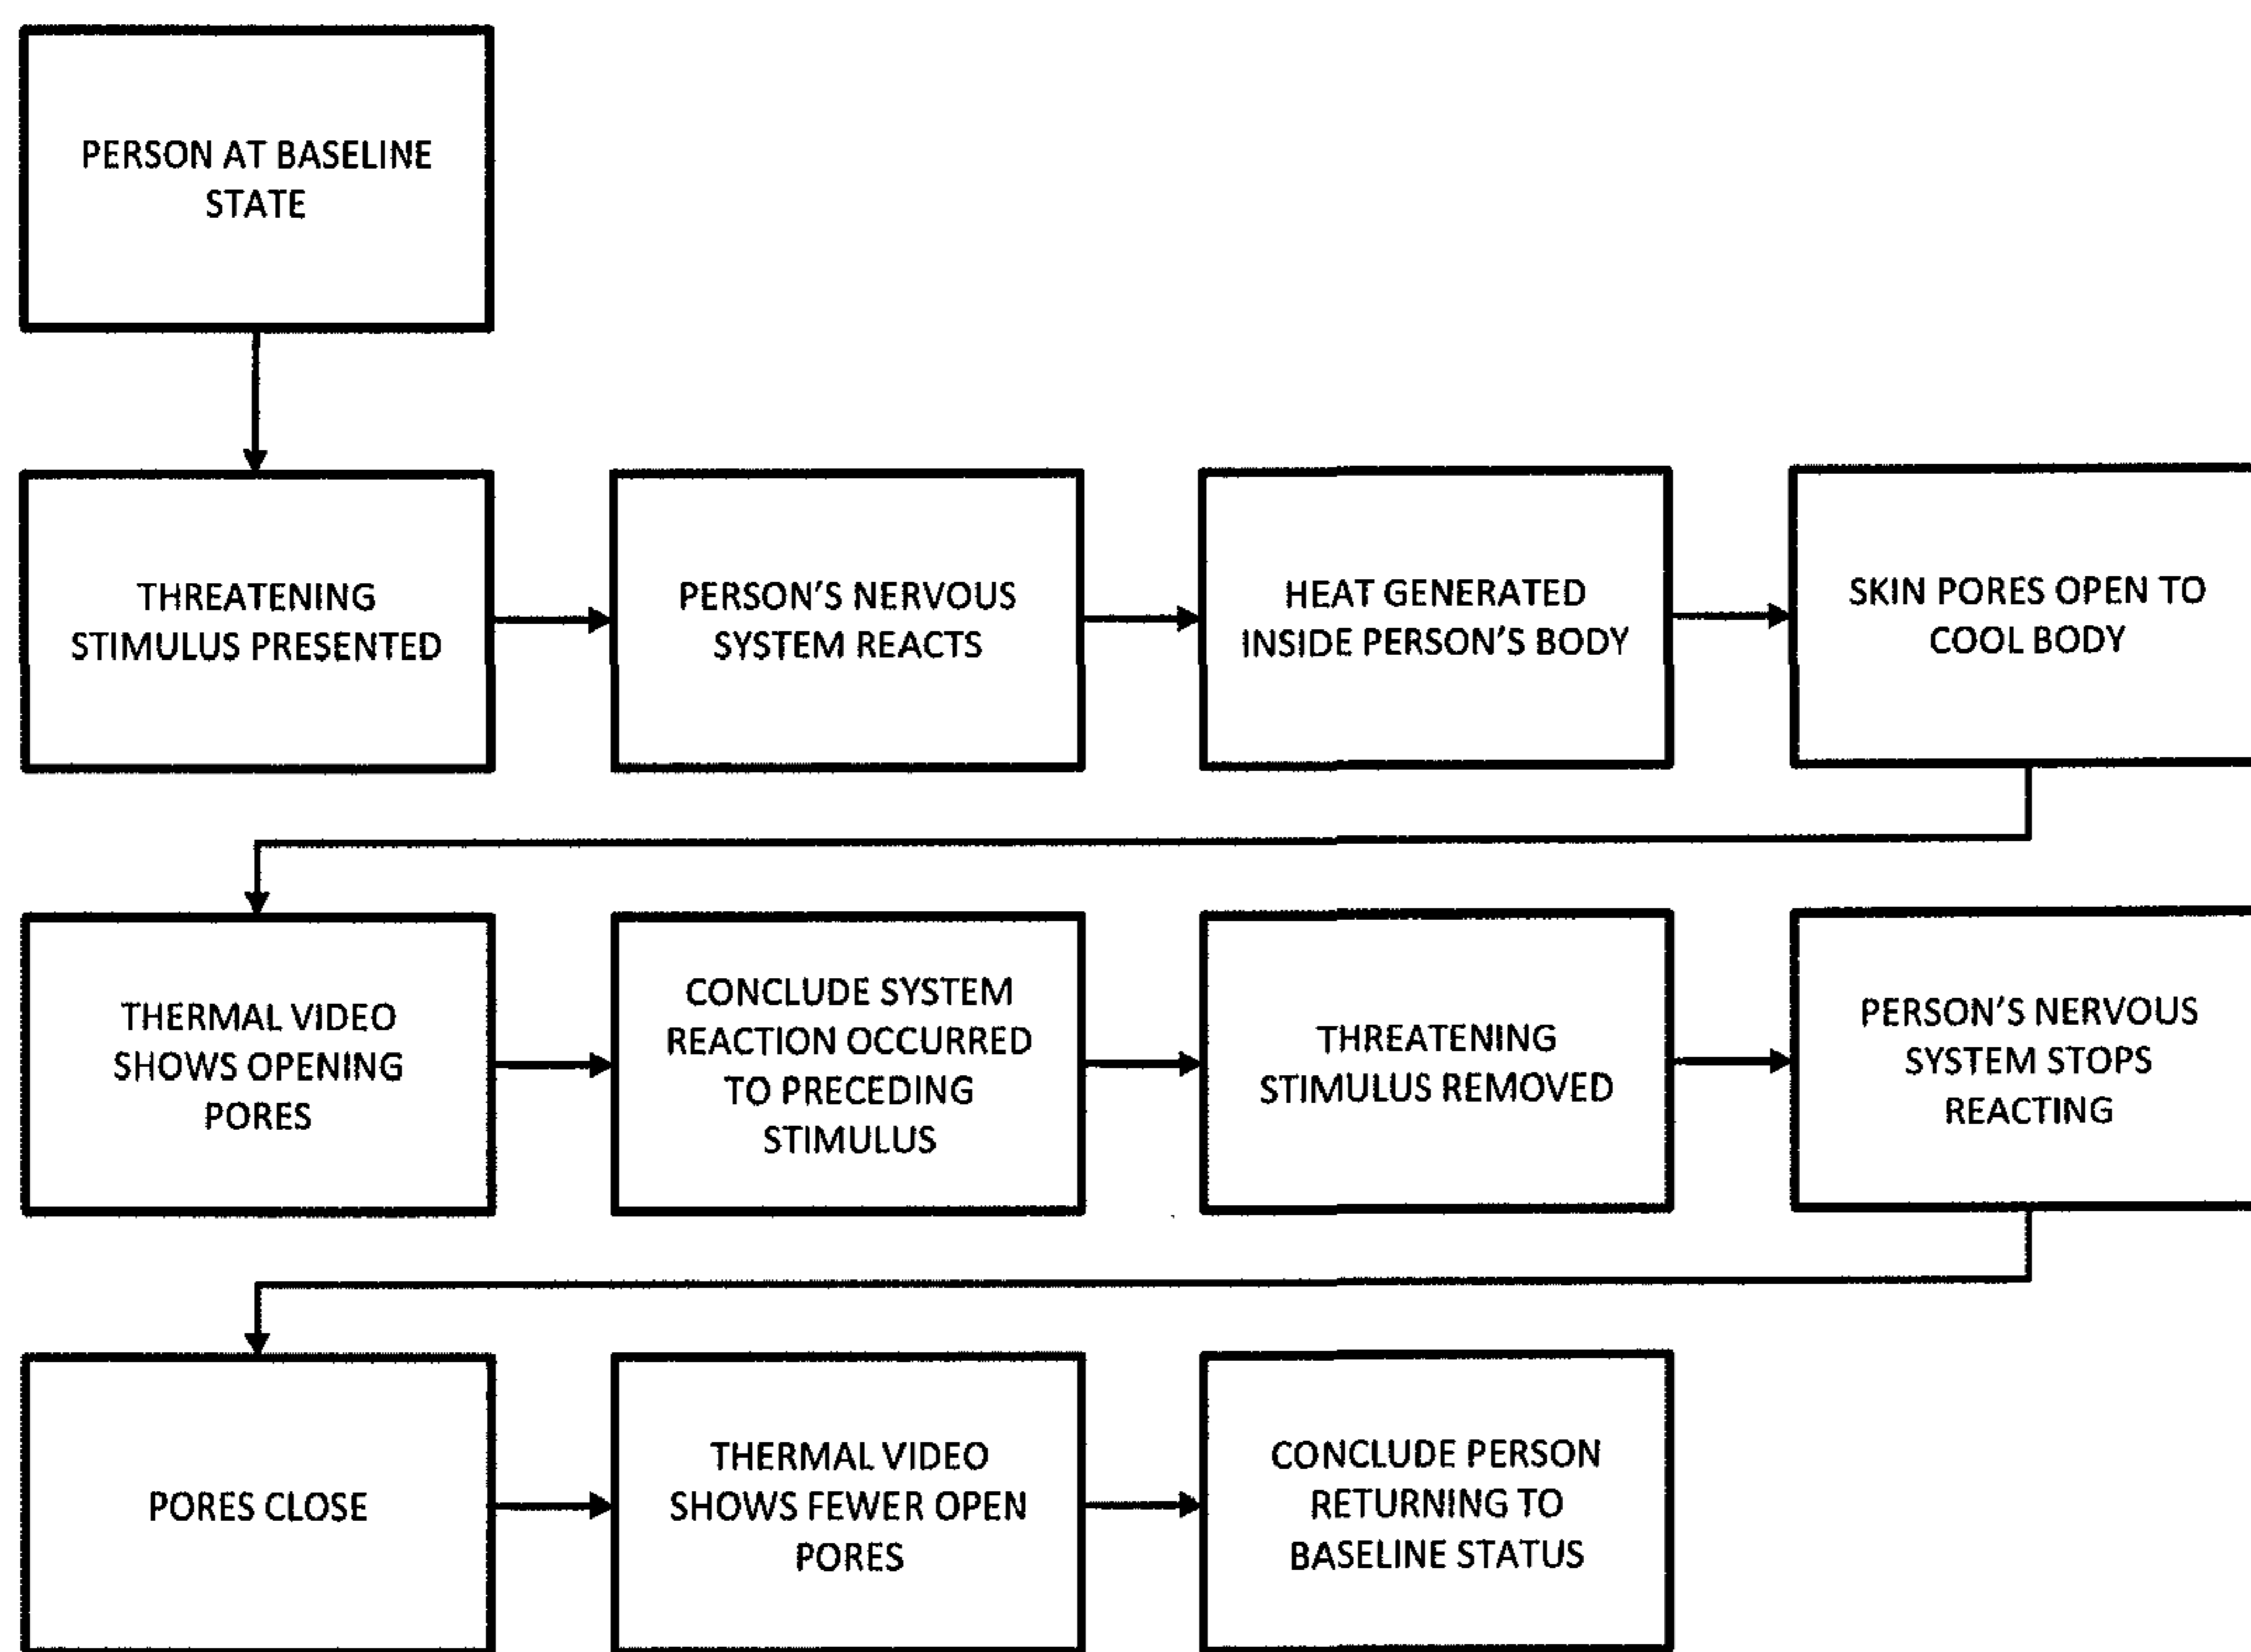 PERSON AT BASELINE
STATE
THREATENING
STIMULUS PRESENTED
PERSON'S NERVOUS
SYSTEM REACTS
HEAT GENERATED
INSIDE PERSON'S BODY
SKIN PORES OPEN TO
COOL BODY
THERMAL VIDEO
SHOWS OPENING
PORES
CONCLUDE SYSTEM
REACTION OCCURRED
TO PRECEDING
STIMULUS
THREATENING
STIMULUS REMOVED
PERSON'S NERVOUS
SYSTEM STOPS
REACTING
PORES CLOSE
THERMAL VIDEO
SHOWS FEWER OPEN
PORES
CONCLUDE PERSON
RETURNING TO
BASELINE STATUS